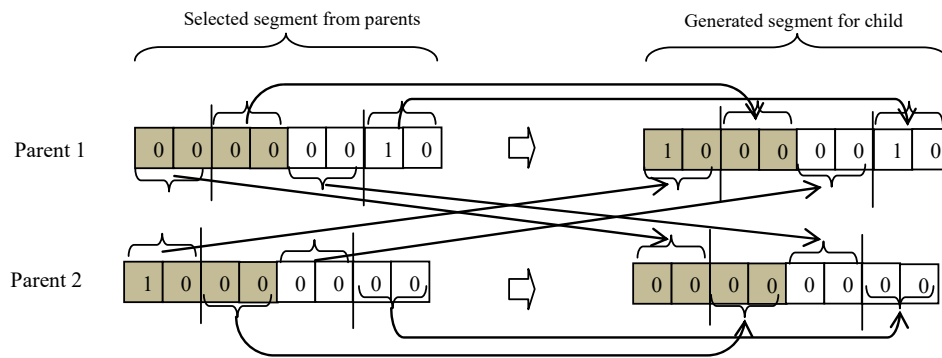 Selected segment from parents Generated segment for child
Parent 1 0 0 0 0 0 0 1 0 1 0 0 0 0 0 1 0
Parent 2 1 0 0 0 0 0 0 0 0 0 0 0 0 0 0 0